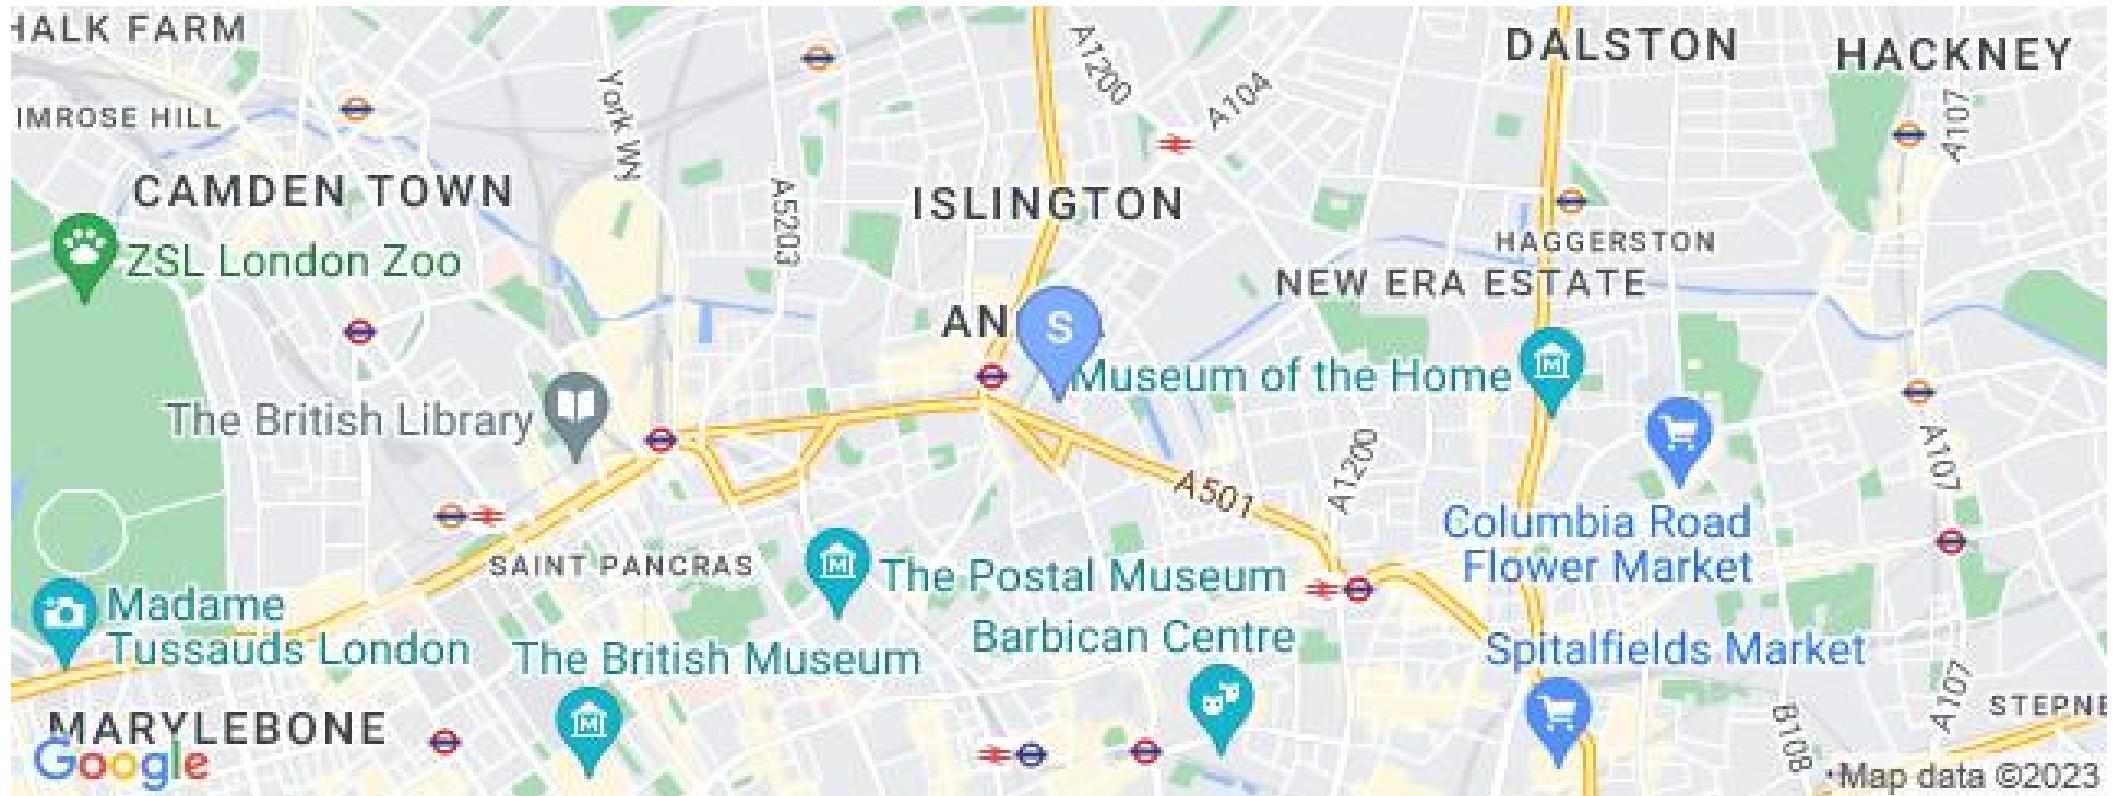 HALK FARM
DALSTON
HACKNEY
A1200
A104
York Wy
IMROSE HILL
A107
CAMDEN TOWN
A5203
ISLINGTON
ZSL London Zoo
HAGGERSTON
NEW ERA ESTATE
AN
S
Museum of the Home
The British Library
A1200
A107
A501
Columbia Road
Flower Market
SAINT PANCRAS
The Postal Museum
Madame
Tussauds London
Barbican Centre
The British Museum
Spitalfields Market
A107
STEPNE
MARYLEBONE
B108
Google
Map data ©2023